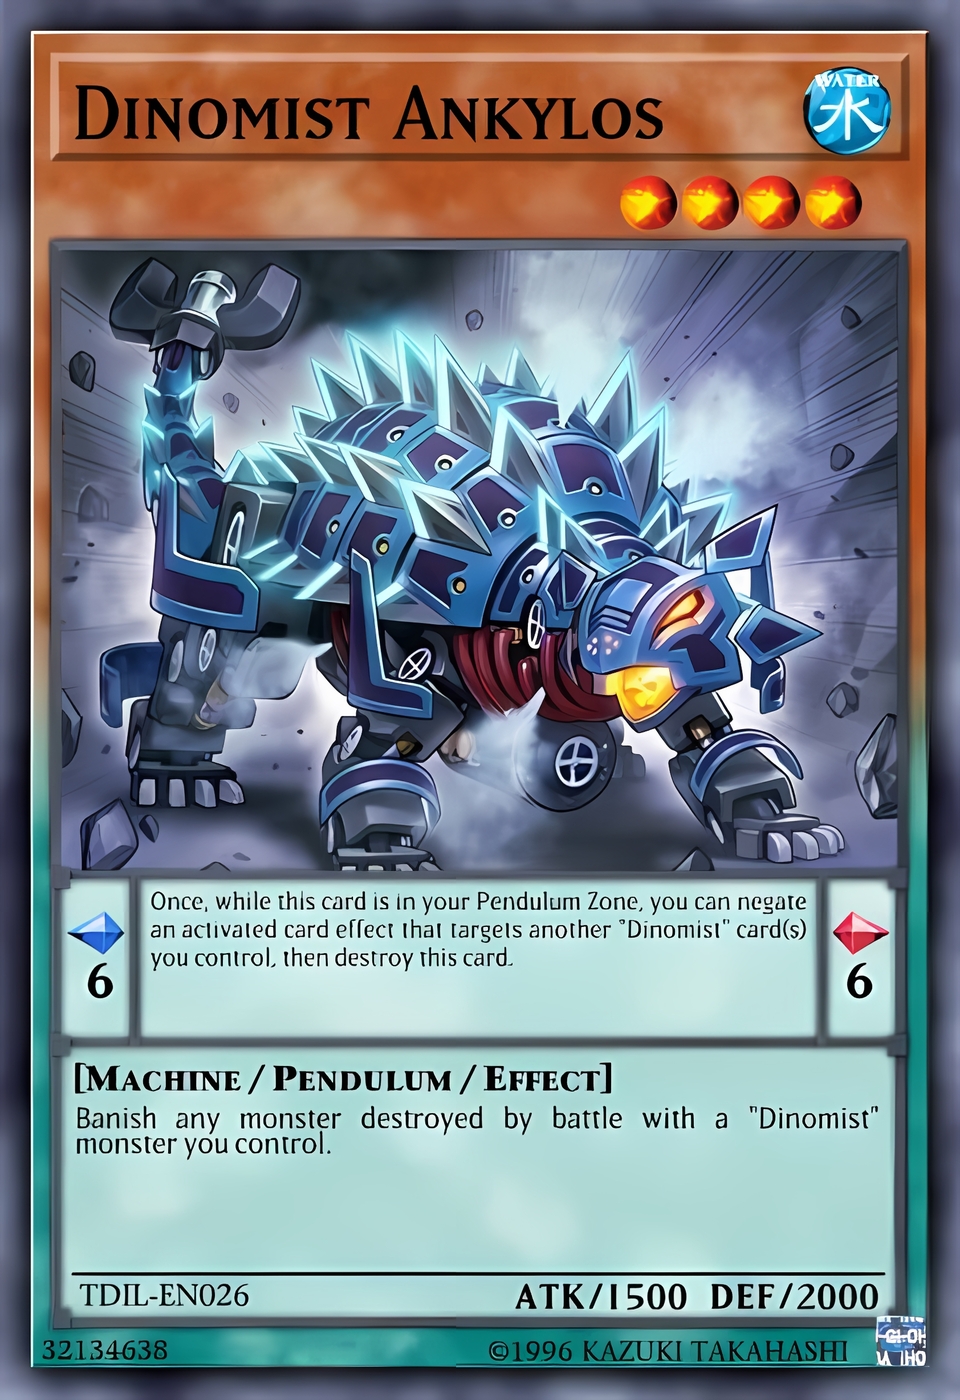 Dinomist Ankylos
WATER
水
Once, while this card is in your Pendulum Zone, you can negate
an activated card effect that targets another "Dinomist" card(s)
you control, then destroy this card.
6
6
[Machine / Pendulum / Effect]
Banish any monster destroyed by battle with a "Dinomist"
monster you control.
TDIL-EN026
ATK/1500 DEF/2000
32134638
©1996 KAZUKI TAKAHASHI